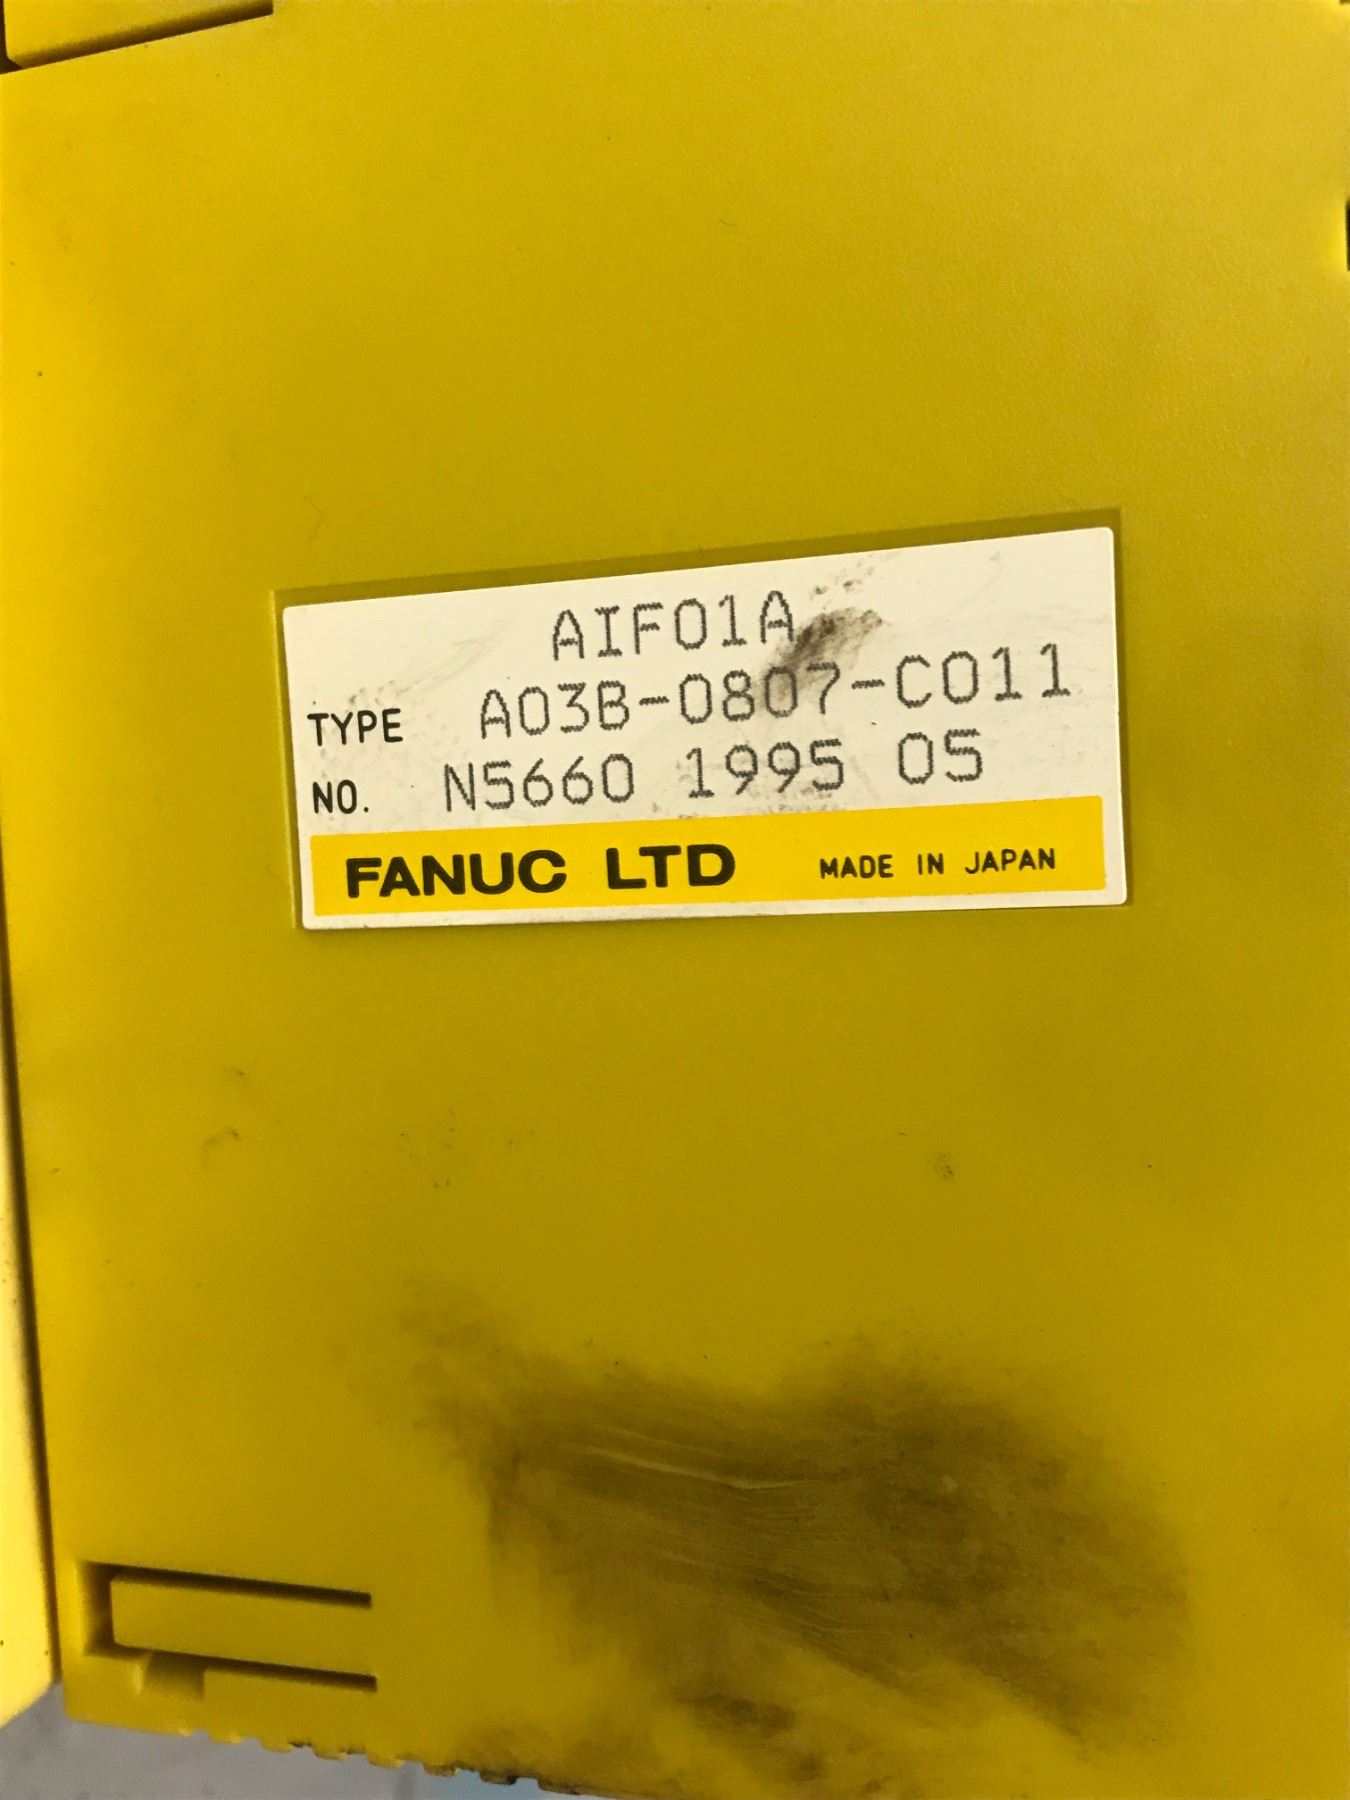 AIF01A
TYPE A03B-0807-C011
NO. N5660 1995 05
FANUC LTD MADE IN JAPAN